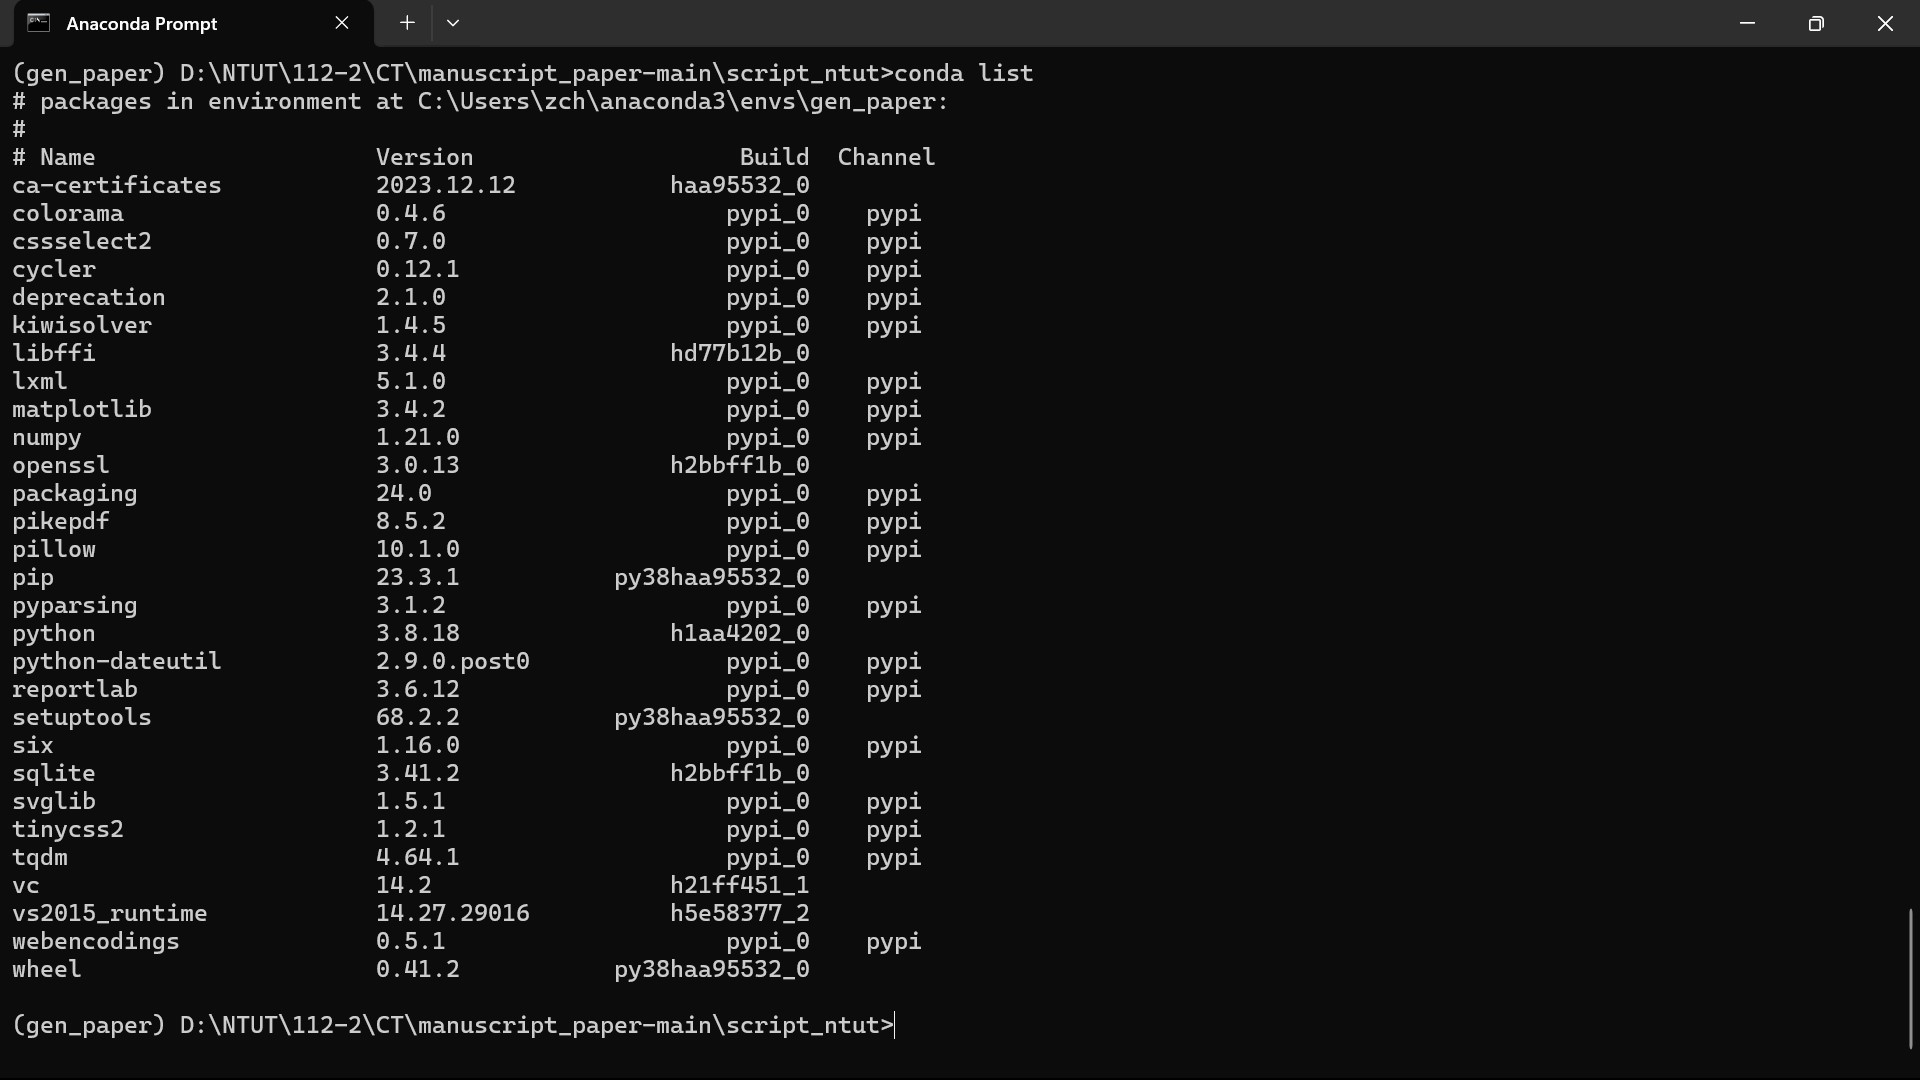 Anaconda Prompt
(gen_paper) D:\NTUT\112-2\CT\manuscript_paper-main\script_ntut>conda list
# packages in environment at C:\Users\zch\anaconda3\envs\gen_paper:
#
# Name                    Version                   Build  Channel
ca-certificates           2023.12.12           haa95532_0
colorama                  0.4.6                    pypi_0    pypi
cssselect2                0.7.0                    pypi_0    pypi
cycler                    0.12.1                   pypi_0    pypi
deprecation               2.1.0                    pypi_0    pypi
kiwisolver                1.4.5                    pypi_0    pypi
libffi                    3.4.4                hd77b12b_0
lxml                      5.1.0                    pypi_0    pypi
matplotlib                3.4.2                    pypi_0    pypi
numpy                     1.21.0                   pypi_0    pypi
openssl                   3.0.13               h2bbff1b_0
packaging                 24.0                     pypi_0    pypi
pikepdf                   8.5.2                    pypi_0    pypi
pillow                    10.1.0                   pypi_0    pypi
pip                       23.3.1           py38haa95532_0
pyparsing                 3.1.2                    pypi_0    pypi
python                    3.8.18               h1aa4202_0
python-dateutil           2.9.0.post0              pypi_0    pypi
reportlab                 3.6.12                   pypi_0    pypi
setuptools                68.2.2           py38haa95532_0
six                       1.16.0                   pypi_0    pypi
sqlite                    3.41.2               h2bbff1b_0
svglib                    1.5.1                    pypi_0    pypi
tinycss2                  1.2.1                    pypi_0    pypi
tqdm                      4.64.1                   pypi_0    pypi
vc                        14.2                 h21ff451_1
vs2015_runtime            14.27.29016          h5e58377_2
webencodings              0.5.1                    pypi_0    pypi
wheel                     0.41.2           py38haa95532_0
(gen_paper) D:\NTUT\112-2\CT\manuscript_paper-main\script_ntut>